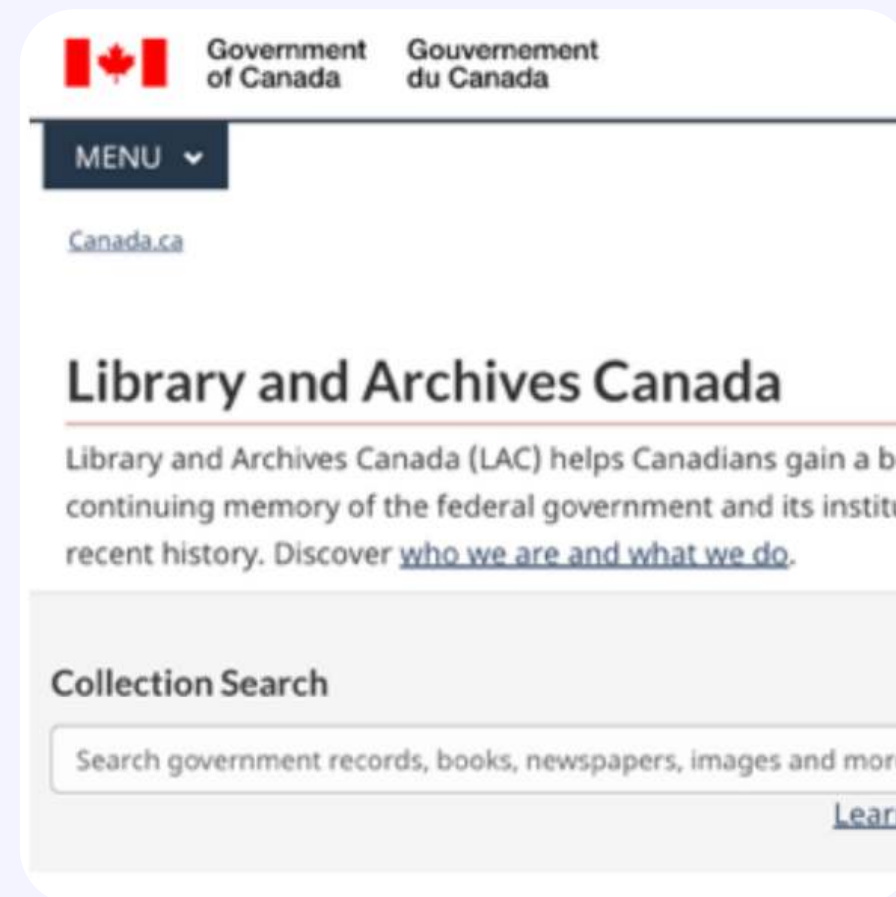 Government of Canada
Gouvernement du Canada
MENU
Canada.ca
Library and Archives Canada
Library and Archives Canada (LAC) helps Canadians gain a
continuing memory of the federal government and its
recent history. Discover who we are and what we do.
Collection Search
Search government records, books, newspapers, images and